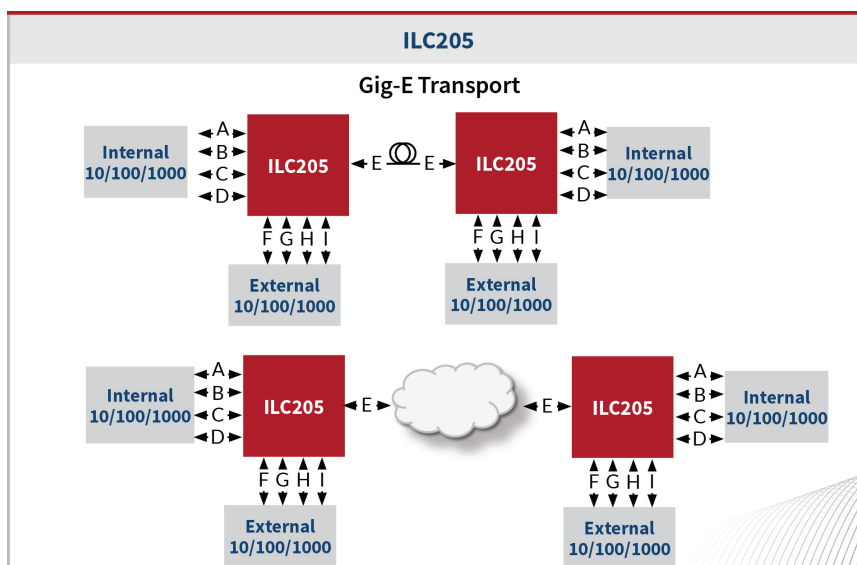 ILC205
Gig-E Transport
Internal
10/100/1000
A
B
C
D
ILC205
E
E
ILC205
A
B
C
D
Internal
10/100/1000
F G H I
External
10/100/1000
F G H I
External
10/100/1000
Internal
10/100/1000
A
B
C
D
ILC205
E
E
ILC205
A
B
C
D
Internal
10/100/1000
F G H I
External
10/100/1000
F G H I
External
10/100/1000